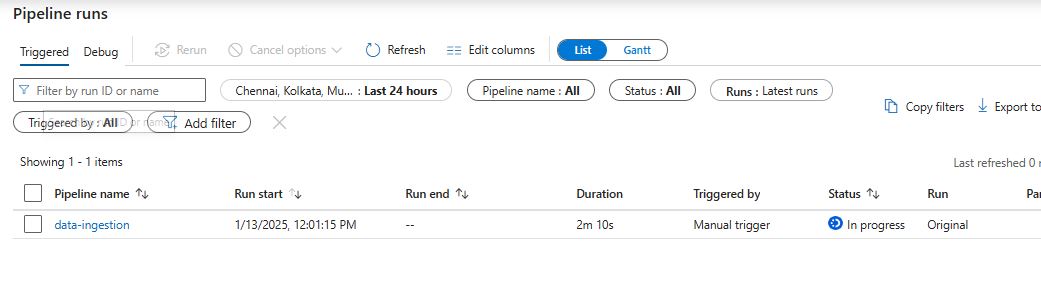 Pipeline runs
Triggered Debug Rerun Cancel options Refresh Edit columns List Gantt
Filter by run ID or name Chennai, Kolkata, Mu... : Last 24 hours Pipeline name : All Status : All Runs : Latest runs
Copy filters Export to
Triggered by : All Add filter
Showing 1 - 1 items
Last refreshed 0
Pipeline name Run start Run end Duration Triggered by Status Run
data-ingestion 1/13/2025, 12:01:15 PM -- 2m 10s Manual trigger In progress Original